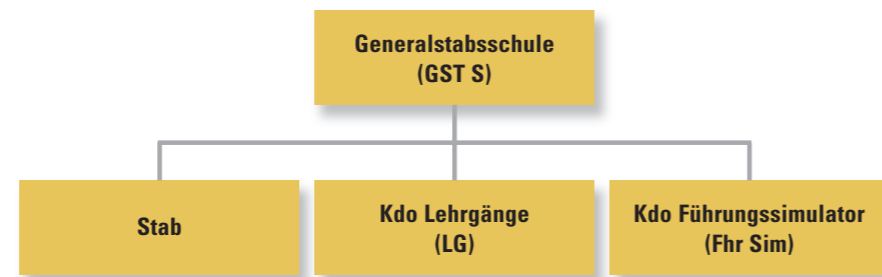 Generalstabsschule
(GST S)
Stab
Kdo Lehrgänge
(LG)
Kdo Führungssimulator
(Fhr Sim)